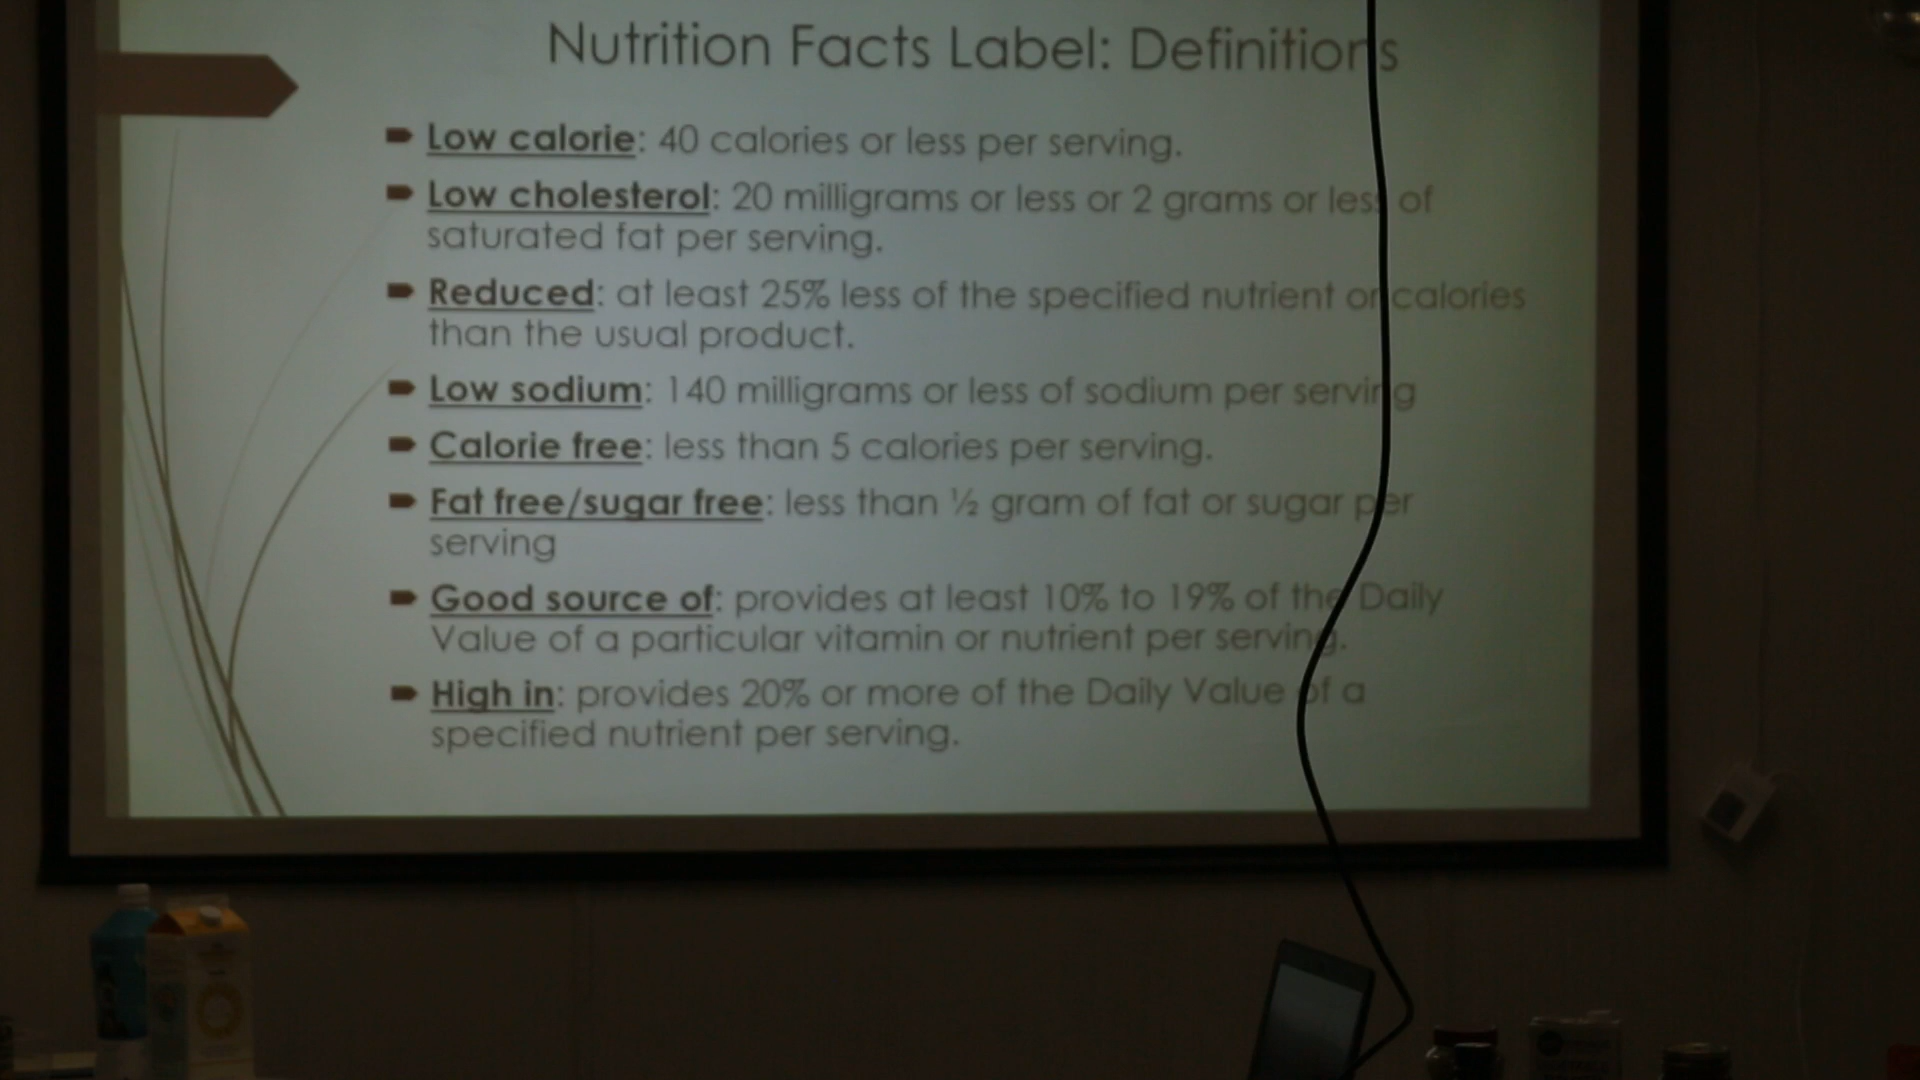 Nutrition Facts Label: Definitions
Low calorie: 40 calories or less per serving.
Low cholesterol: 20 milligrams or less or 2 grams or less of
saturated fat per serving.
Reduced: at least 25% less of the specified nutrient or calories
than the usual product.
Low sodium: 140 milligrams or less of sodium per serving
Calorie free: less than 5 calories per serving.
Fat free/sugar free: less than ½ gram of fat or sugar per
serving
Good source of: provides at least 10% to 19% of the Daily
Value of a particular vitamin or nutrient per serving.
High in: provides 20% or more of the Daily Value of a
specified nutrient per serving.